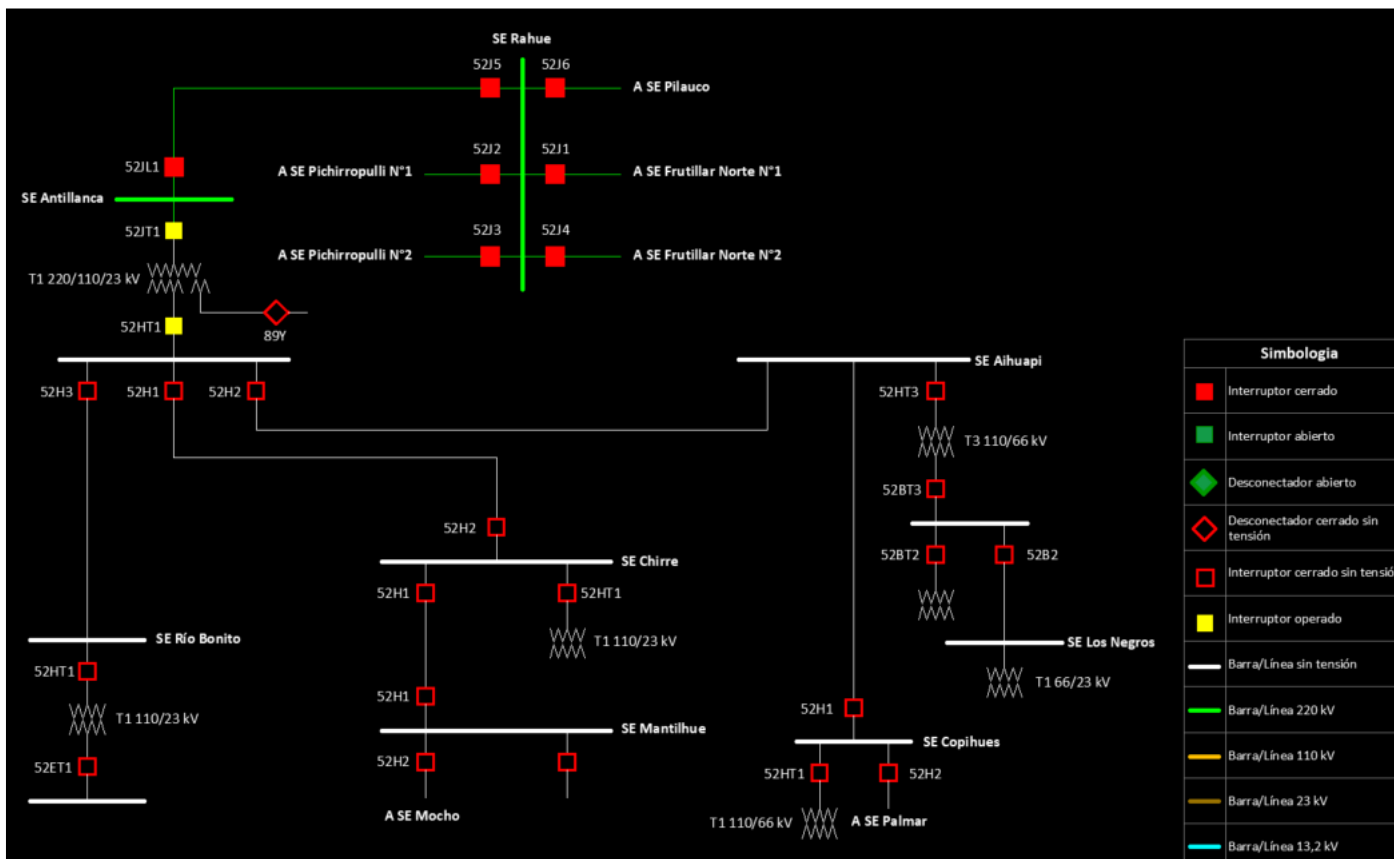 SE Rahue
52J5
52J6
A SE Pilauco
52JL1
52J2
52J1
A SE Pichirropulli N°1
A SE Frutillar Norte N°1
SE Antillanca
52JT1
52J3
52J4
A SE Pichirropulli N°2
A SE Frutillar Norte N°2
T1 220/110/23 kV
52HT1
89Y
SE Aihuapi
52H3
52H1
52H2
52HT3
T3 110/66 kV
52BT3
52H2
52BT2
52B2
SE Chirre
52H1
52HT1
T1 110/23 kV
SE Río Bonito
SE Los Negros
52HT1
T1 66/23 kV
52H1
52H1
T1 110/23 kV
SE Mantilhue
SE Copihues
52ET1
52H2
52HT1
52H2
A SE Mocho
T1 110/66 kV
A SE Palmar
Simbologia
Interruptor cerrado
Interruptor abierto
Desconectador abierto
Desconectador cerrado sin
tensión
Interruptor cerrado sin tensió
Interruptor operado
Barra/Línea sin tensión
Barra/Línea 220 kV
Barra/Línea 110 kV
Barra/Línea 23 kV
Barra/Línea 13,2 kV